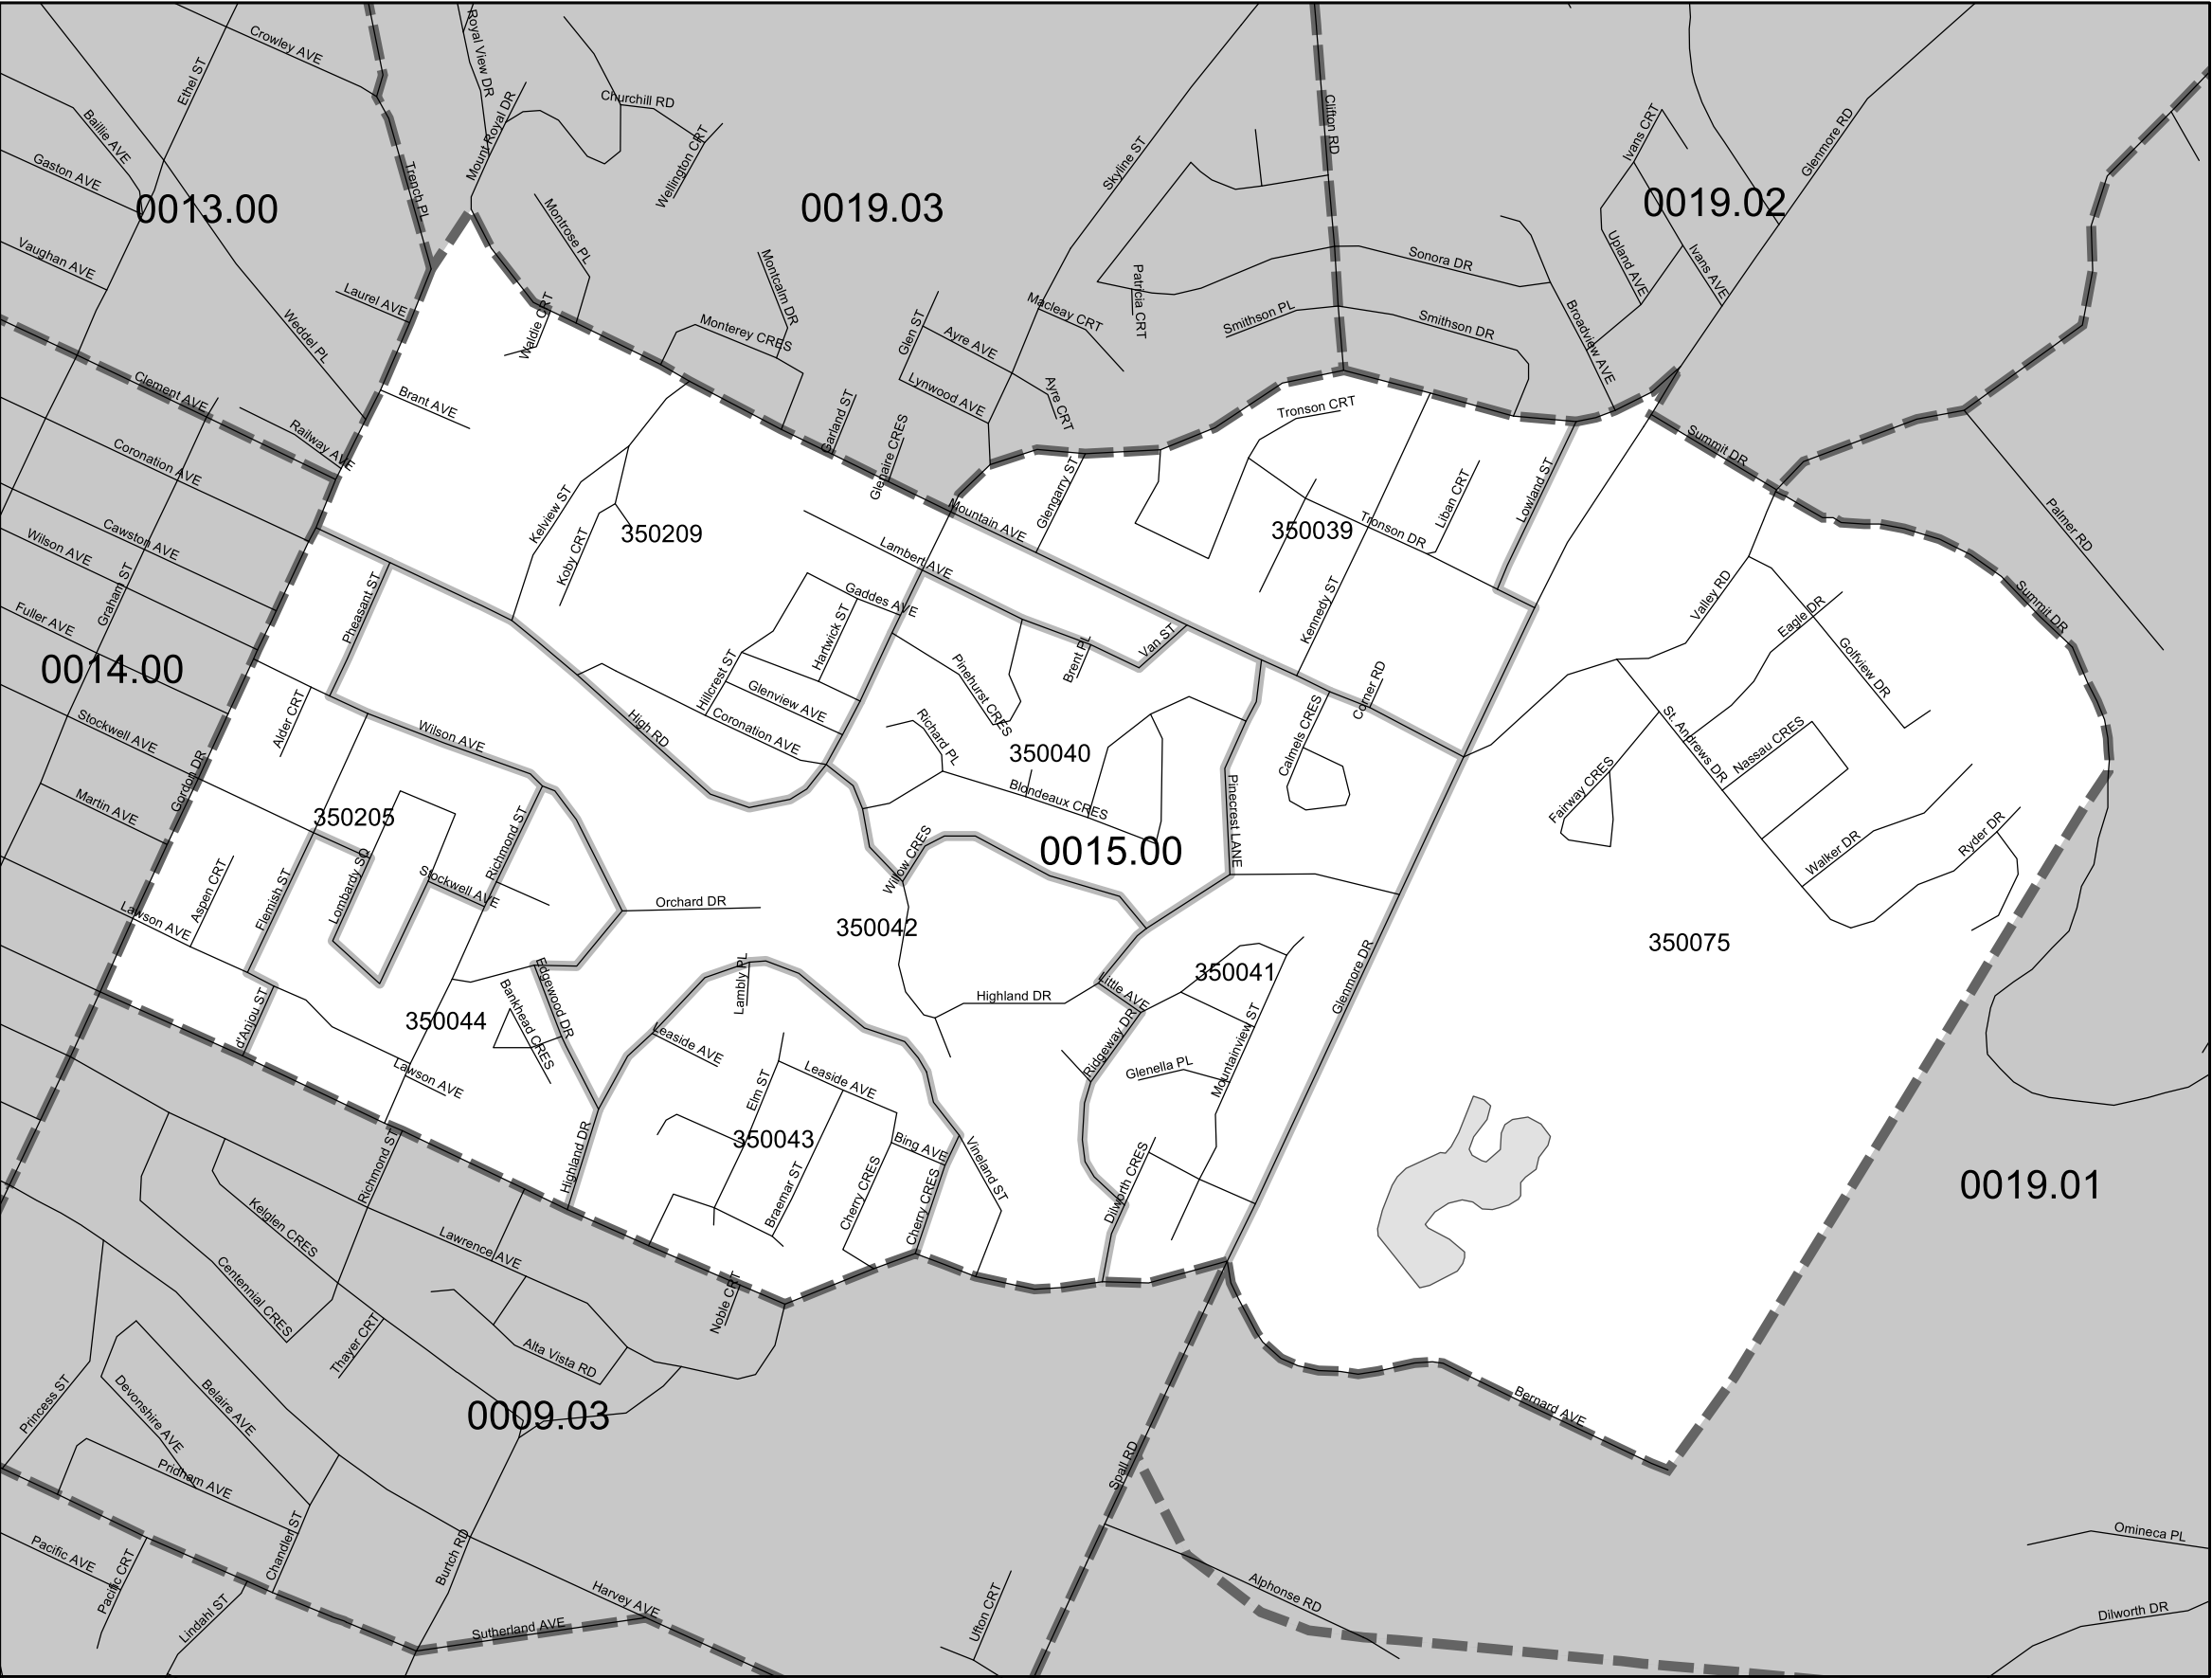 Crowley AVE
Royal View DR
Ethel ST
Churchill RD
Mount Royal DR
Baillie AVE
Clifton RD
Ivans CRT
Glenmore RD
Wellington CRT
Skyline ST
Gaston AVE
Trench PL
0013.00
0019.03
0019.02
Montrose PL
Vaughan AVE
Sonora DR
Upland AVE
Ivans AVE
Laurel AVE
Montcalm DR
Patricia CRT
Macleay CRT
Waldie CRT
Weddel PL
Monterey CRES
Glen ST
Ayre AVE
Smithson PL
Smithson DR
Broadview AVE
Clement AVE
Brant AVE
Lynwood AVE
Ayre CRT
Tronson CRT
Garland ST
Railway AVE
Glenaire CRES
Summit DR
Coronation AVE
Kelview ST
Glengarry ST
Liban CRT
Lowland ST
Palmer RD
Mountain AVE
350209
350039
Tronson DR
Cawston AVE
Wilson AVE
Koby CRT
Lambert AVE
Graham ST
Pheasant ST
Gaddes AVE
Hartwick ST
Kennedy ST
Valley RD
Eagle DR
Summit DR
Fuller AVE
Van ST
Brent PL
0014.00
Hillcrest ST
Glenview AVE
Pinehurst CRES
Golfview DR
Corner RD
Stockwell AVE
Alder CRT
Wilson AVE
High RD
Coronation AVE
Richard PL
350040
Calmels CRES
St. Andrews DR
Nassau CRES
Gordon DR
Martin AVE
Blondeaux CRES
Pinecrest LANE
Fairway CRES
350205
Richmond ST
Willow CRES
0015.00
Walker DR
Ryder DR
Aspen CRT
Flemish ST
Lombardy SQ
Stockwell AVE
Orchard DR
Lawson AVE
350042
350075
Edgewood DR
Lambly PL
350041
Glenmore DR
Little AVE
Highland DR
d'Anjou ST
350044
Bankhead CRES
Leaside AVE
Ridgeway DR
Mountainview ST
Glenella PL
Lawson AVE
Elm ST
Leaside AVE
350043
Bing AVE
Highland DR
Richmond ST
Braemar ST
Cherry CRES
Cherry CRES
Vineland ST
Dilworth CRES
0019.01
Kelglen CRES
Lawrence AVE
Centennial CRES
Noble CRT
Thayer CRT
Alta Vista RD
Princess ST
Devonshire AVE
Belaire AVE
0009.03
Bernard AVE
Spall RD
Pridham AVE
Pacific AVE
Pacific CRT
Chandler ST
Burtch RD
Omineca PL
Lindahl ST
Sutherland AVE
Harvey AVE
Ufton CRT
Alphonse RD
Dilworth DR